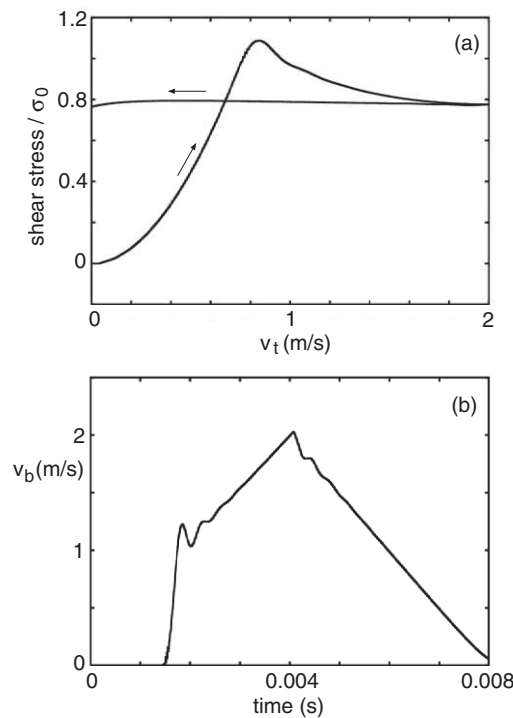 1.2
(a)
0.8
shear stress / σ0
0.4
0
0
1
2
vt (m/s)
(b)
2
vb(m/s)
1
0
0
0.004
0.008
time (s)